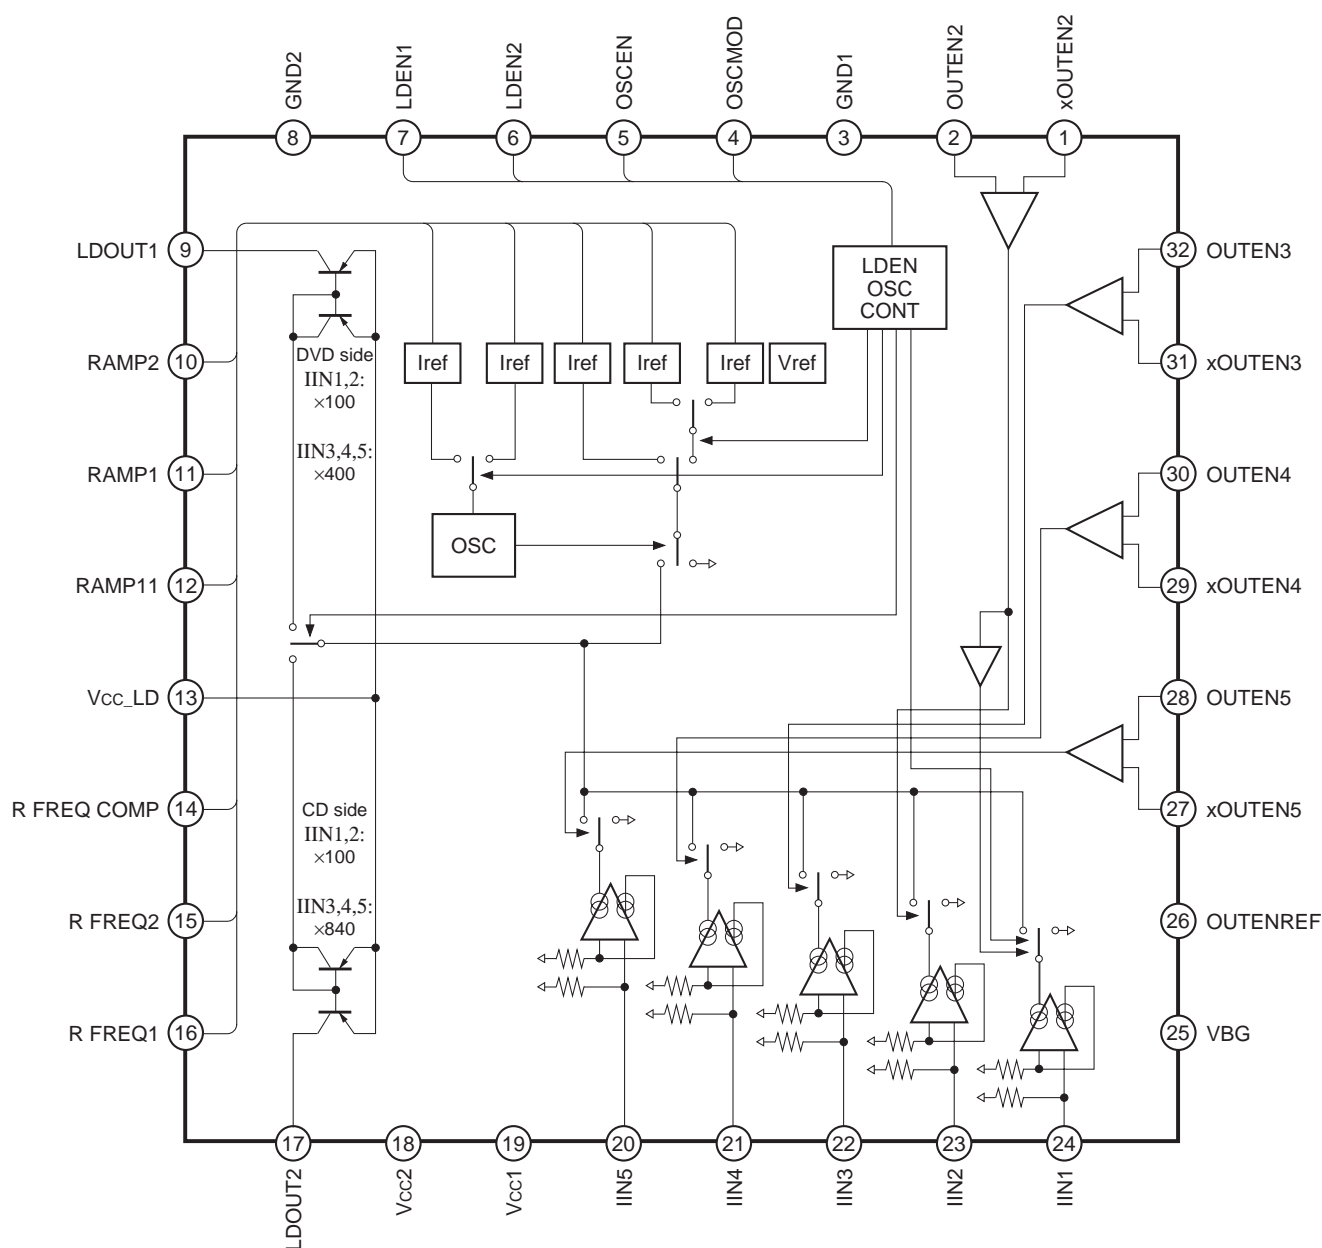 GND2
LDEN1
LDEN2
OSCEN
OSCMOD
GND1
OUTEN2
xOUTEN2
8
7
6
5
4
3
2
1
LDOUT1
9
32
OUTEN3
LDEN
OSC
CONT
RAMP2
10
DVD side
IIN1,2:
×100
Iref
Iref
Iref
Iref
Iref
Vref
31
xOUTEN3
RAMP1
11
IIN3,4,5:
×400
30
OUTEN4
OSC
RAMP11
12
29
xOUTEN4
Vcc_LD
13
28
OUTEN5
R FREQ COMP
14
CD side
IIN1,2:
×100
27
xOUTEN5
R FREQ2
15
IIN3,4,5:
×840
26
OUTENREF
R FREQ1
16
25
VBG
17
18
19
20
21
22
23
24
LDOUT2
Vcc2
Vcc1
IIN5
IIN4
IIN3
IIN2
IIN1